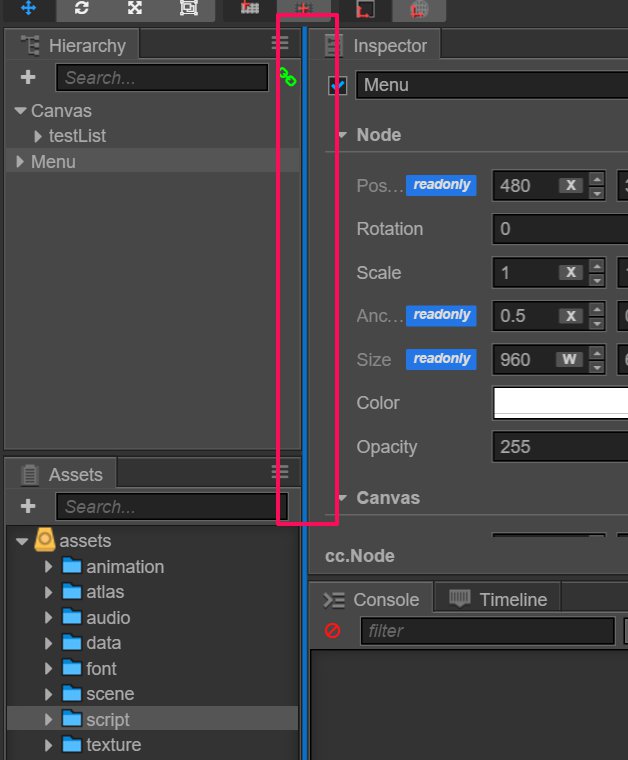 Hierarchy
Search...
Canvas
testList
Menu
Assets
Search...
assets
animation
atlas
audio
data
font
scene
script
texture
Inspector
Menu
Node
Pos... readonly 480 X
Rotation 0
Scale 1 X
Anc... readonly 0.5 X
Size readonly 960 W
Color
Opacity 255
Canvas
cc.Node
Console Timeline
filter